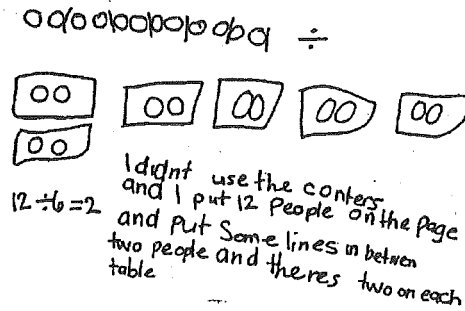 ÷
12÷6=2
I didnt use the conters
and I put 12 People on the page
and put Some lines in betwen
two people and theres two on each
table